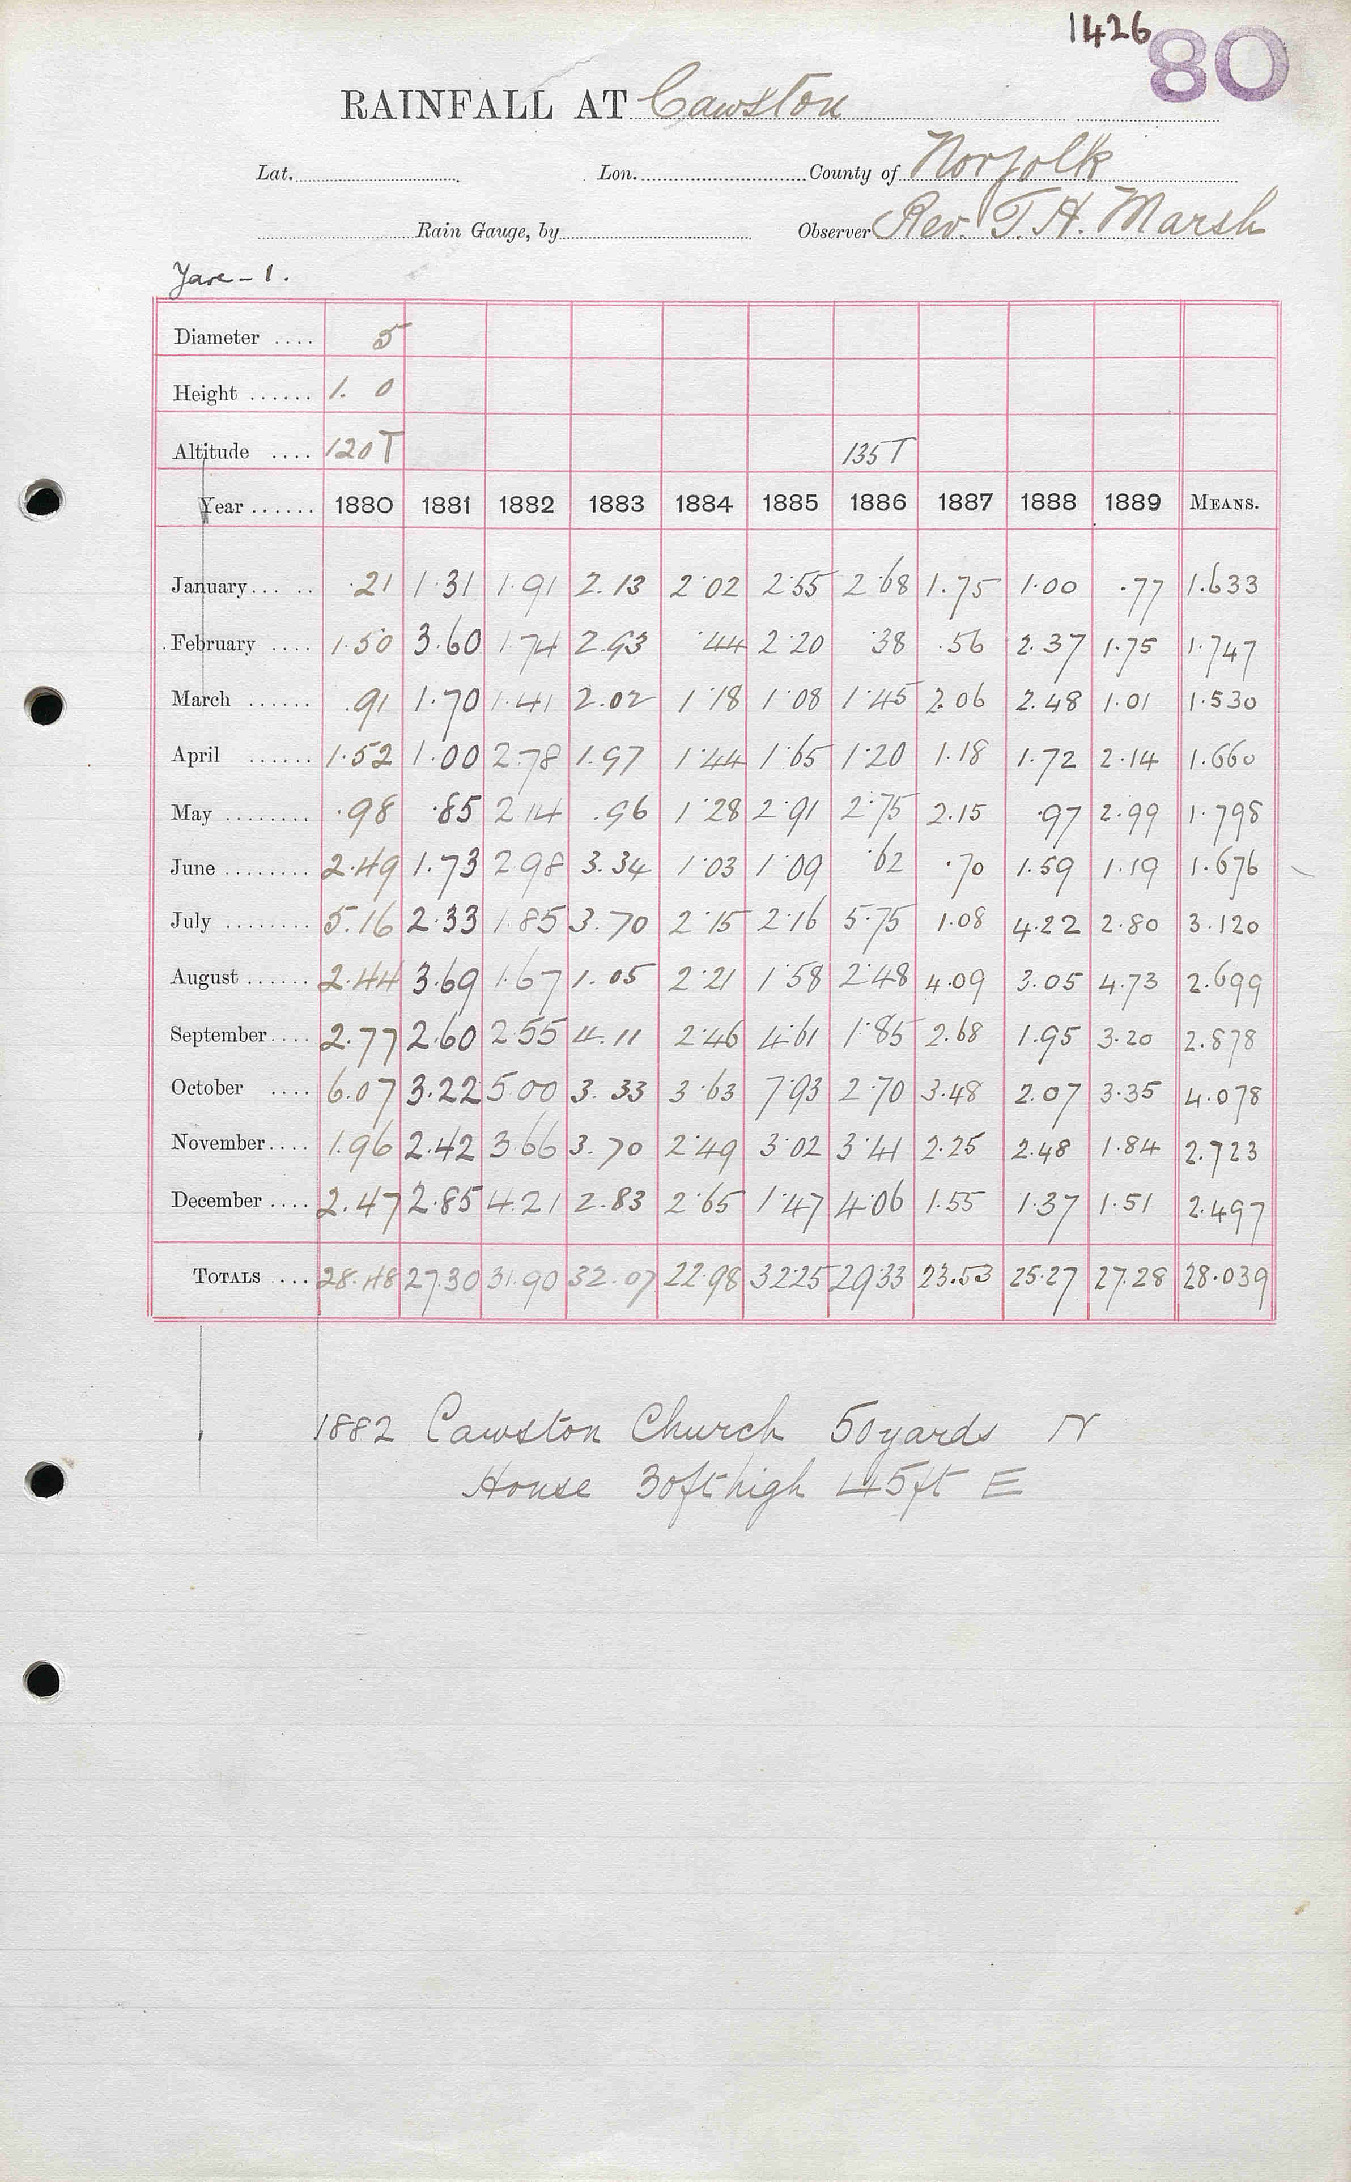 1426 80
RAINFALL AT Cawston
Lat. Lon. County of Norfolk
Rain Gauge, by Observer Rev. T. H. Marsh
Yare - 1.
Diameter .... 5
Height ...... 1. 0
Altitude .... 120 T 135 T
Year ...... 1880 1881 1882 1883 1884 1885 1886 1887 1888 1889 MEANS.
January ... .. .21 1.31 1.91 2.13 2.02 2.55 2.68 1.75 1.00 .77 1.633
February .... 1.50 3.60 1.74 2.93 .44 2.20 .38 .56 2.37 1.75 1.747
March ...... .91 1.70 1.41 2.02 1.18 1.08 1.45 2.06 2.48 1.01 1.530
April ...... 1.52 1.00 2.78 1.97 1.44 1.65 1.20 1.18 1.72 2.14 1.660
May ........ .98 .85 2.14 .96 1.28 2.91 2.75 2.15 .97 2.99 1.798
June ........ 2.49 1.73 2.98 3.34 1.03 1.09 .62 .70 1.59 1.19 1.676
July ........ 5.16 2.33 1.85 3.70 2.15 2.16 5.75 1.08 4.22 2.80 3.120
August ...... 2.44 3.69 1.67 1.05 2.21 1.58 2.48 4.09 3.05 4.73 2.699
September .... 2.77 2.60 2.55 4.11 2.46 4.61 1.85 2.68 1.95 3.20 2.878
October .... 6.07 3.22 5.00 3.33 3.63 7.93 2.70 3.48 2.07 3.35 4.078
November .... 1.96 2.42 3.66 3.70 2.49 3.02 3.41 2.25 2.48 1.84 2.723
December .... 2.47 2.85 4.21 2.83 2.65 1.47 4.06 1.55 1.37 1.51 2.497
TOTALS .... 28.48 27.30 31.90 32.07 22.98 32.25 29.33 23.53 25.27 27.28 28.039
1882 Cawston Church 50 yards N
House 30ft high 45ft E